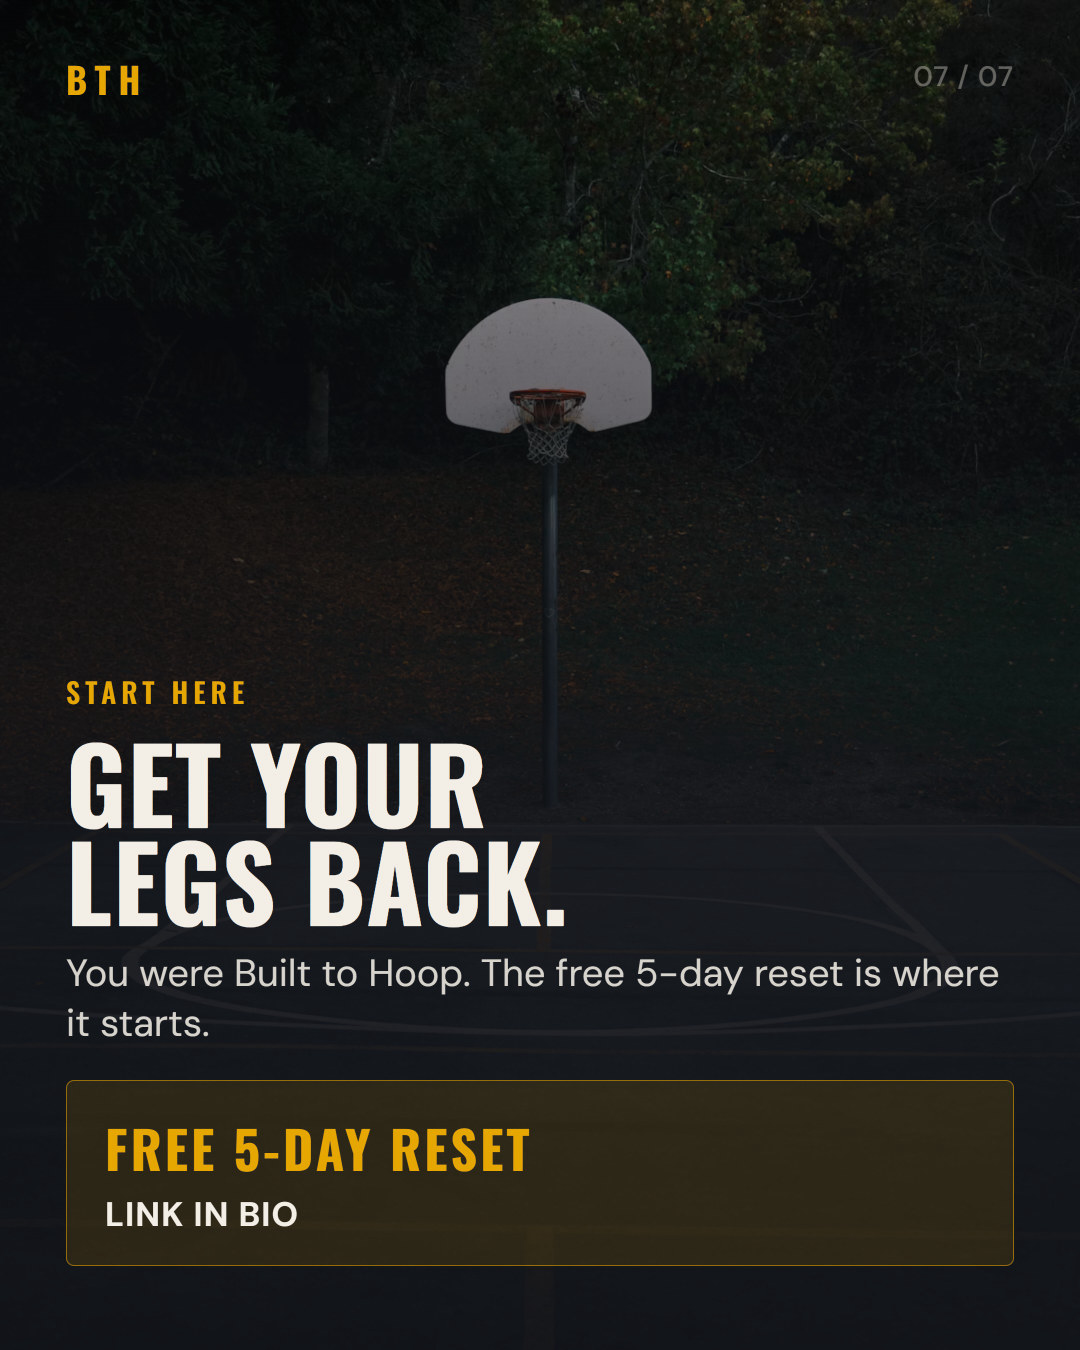 BTH
07 / 07
START HERE
GET YOUR
LEGS BACK.
You were Built to Hoop. The free 5-day reset is where
it starts.
FREE 5-DAY RESET
LINK IN BIO